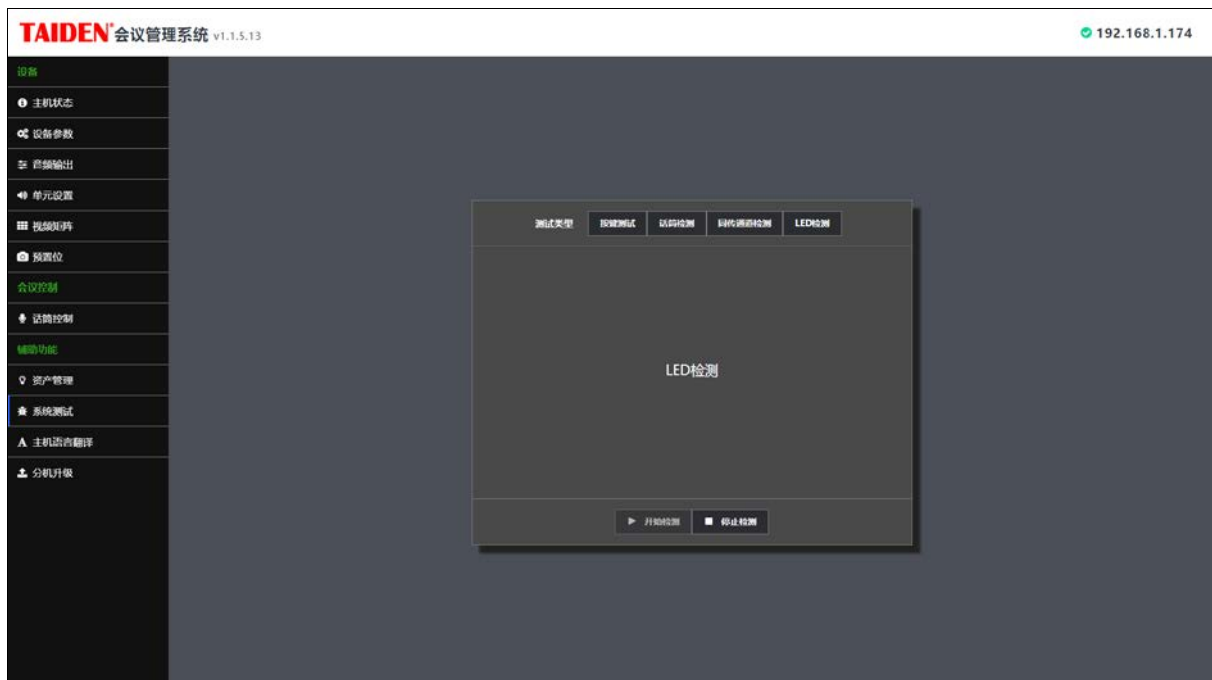 TAIDEN®会议管理系统 v1.1.5.13
192.168.1.174
设备
主机状态
设备参数
音频输出
单元设置
视频矩阵
预置位
会议控制
话筒控制
辅助功能
资产管理
系统测试
主机语言翻译
分机升级
测试类型 按键测试 话筒检测 同传通道检测 LED检测
LED检测
开始检测 停止检测